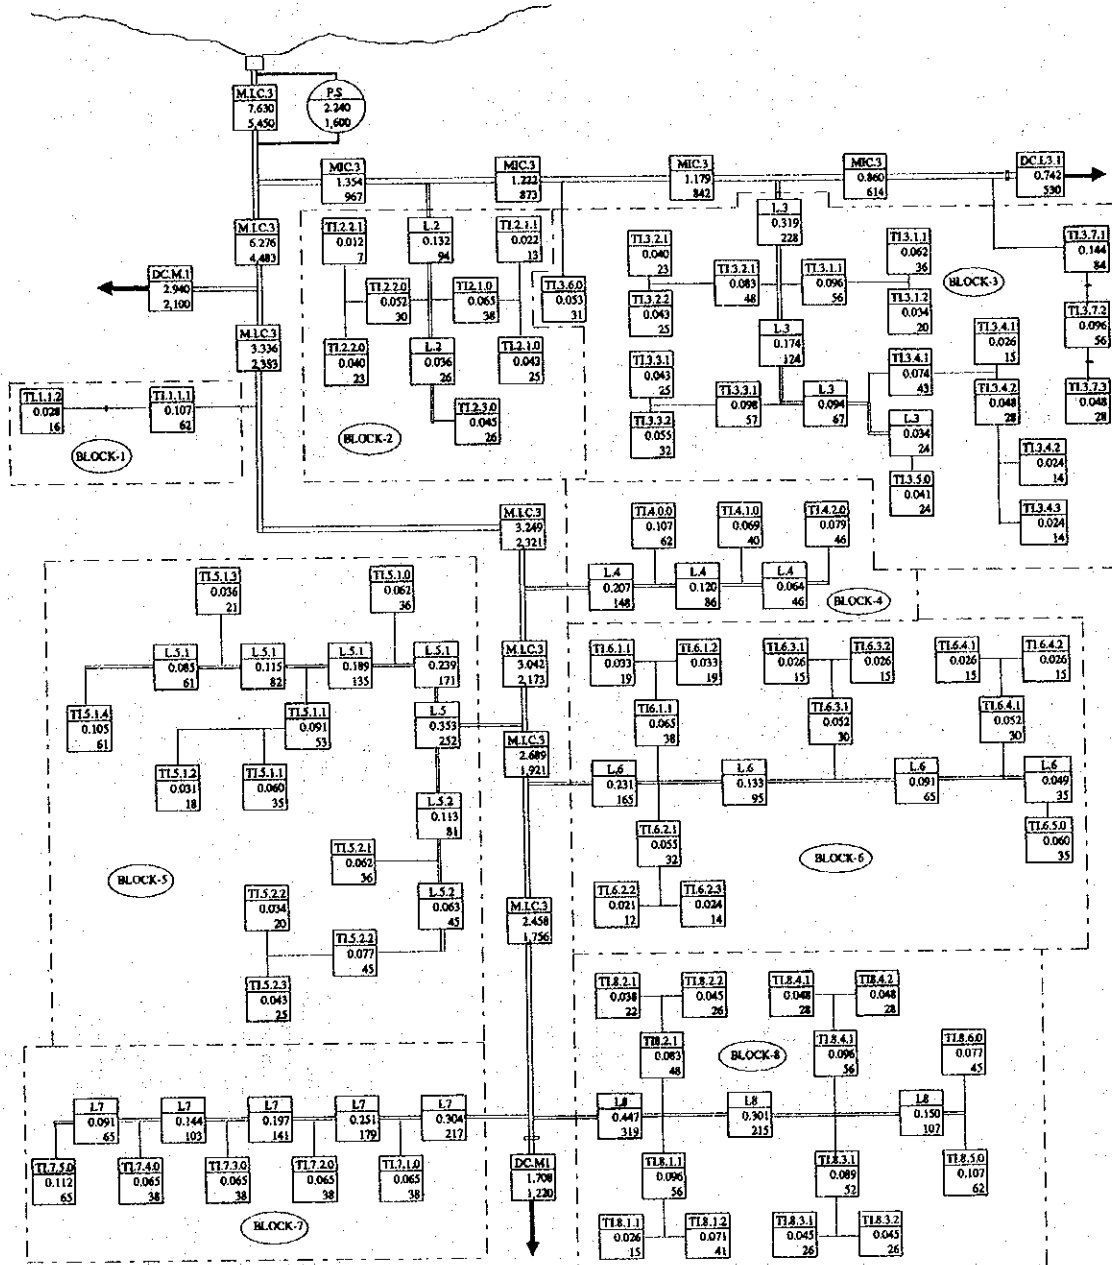 M.I.C.3
7.630
5,450
P.S
2.240
1,600
MIC.3
1.354
967
MIC.3
1.222
873
MIC.3
1.179
842
MIC.3
0.860
614
DC.L3.1
0.742
530
M.I.C.3
6.276
4,483
DC.M.1
2.940
2,100
M.I.C.3
3.336
2,383
TI.1.1.2
0.028
16
TI.1.1.1
0.107
62
BLOCK-1
TI.2.2.1
0.012
7
L.2
0.132
94
TI.2.1.1
0.022
13
TI.2.2.0
0.052
30
TI2.1.0
0.065
38
TI.2.2.0
0.040
23
L.2
0.036
26
TI.2.1.0
0.043
25
TI.2.3.0
0.045
26
BLOCK-2
TI.3.6.0
0.053
31
L.3
0.319
228
TI.3.2.1
0.040
23
TI.3.2.1
0.083
48
TI.3.1.1
0.096
56
TI.3.1.1
0.062
36
TI.3.2.2
0.043
25
TI.3.1.2
0.034
20
BLOCK-3
TI.3.7.1
0.144
84
TI.3.7.2
0.096
56
TI.3.7.3
0.048
28
L.3
0.174
124
TI.3.3.1
0.043
25
TI.3.3.1
0.098
57
TI.3.3.2
0.055
32
L.3
0.094
67
TI.3.4.1
0.074
43
TI.3.4.1
0.026
15
TI.3.4.2
0.048
28
L.3
0.034
24
TI.3.5.0
0.041
24
TI.3.4.2
0.024
14
TI.3.4.3
0.024
14
M.I.C.3
3.249
2,321
TI.4.0.0
0.107
62
TI.4.1.0
0.069
40
TI.4.2.0
0.079
46
L.4
0.207
148
L.4
0.120
86
L.4
0.064
46
BLOCK-4
TI.5.1.3
0.036
21
TI.5.1.0
0.062
36
L.5.1
0.085
61
L.5.1
0.115
82
L.5.1
0.189
135
L.5.1
0.239
171
TI.5.1.4
0.105
61
TI.5.1.1
0.091
53
L.5
0.353
252
TI.5.1.2
0.031
18
TI.5.1.1
0.060
35
L.5.2
0.113
81
TI.5.2.1
0.062
36
BLOCK-5
L.5.2
0.063
45
TI.5.2.2
0.034
20
TI.5.2.2
0.077
45
TI.5.2.3
0.043
25
M.I.C.3
3.042
2,173
M.I.C.3
2.689
1,921
M.I.C.3
2.458
1,756
TI.6.1.1
0.033
19
TI.6.1.2
0.033
19
TI.6.3.1
0.026
15
TI.6.3.2
0.026
15
TI.6.4.1
0.026
15
TI.6.4.2
0.026
15
TI6.1.1
0.065
38
TI.6.3.1
0.052
30
TI.6.4.1
0.052
30
L.6
0.231
165
L.6
0.133
95
L.6
0.091
65
L.6
0.049
35
TI.6.2.1
0.055
32
TI.6.5.0
0.060
35
BLOCK-6
TI.6.2.2
0.021
12
TI.6.2.3
0.024
14
TI.8.2.1
0.038
22
TI.8.2.2
0.045
26
TI.8.4.1
0.048
28
TI8.4.2
0.048
28
TI8.2.1
0.083
48
BLOCK-8
TI.8.4.1
0.096
56
TI.8.6.0
0.077
45
L8
0.447
319
L8
0.301
215
L8
0.150
107
TI.8.1.1
0.096
56
TI.8.3.1
0.089
52
TI.8.5.0
0.107
62
TI.8.1.1
0.026
15
TI.8.1.2
0.071
41
TI.8.3.1
0.045
26
TI.8.3.2
0.045
26
L7
0.091
65
L7
0.144
103
L7
0.197
141
L7
0.251
179
L7
0.304
217
TI.7.5.0
0.112
65
TI.7.4.0
0.065
38
TI.7.3.0
0.065
38
TI.7.2.0
0.065
38
TI.7.1.0
0.065
38
BLOCK-7
DC.M1
1,708
1,220